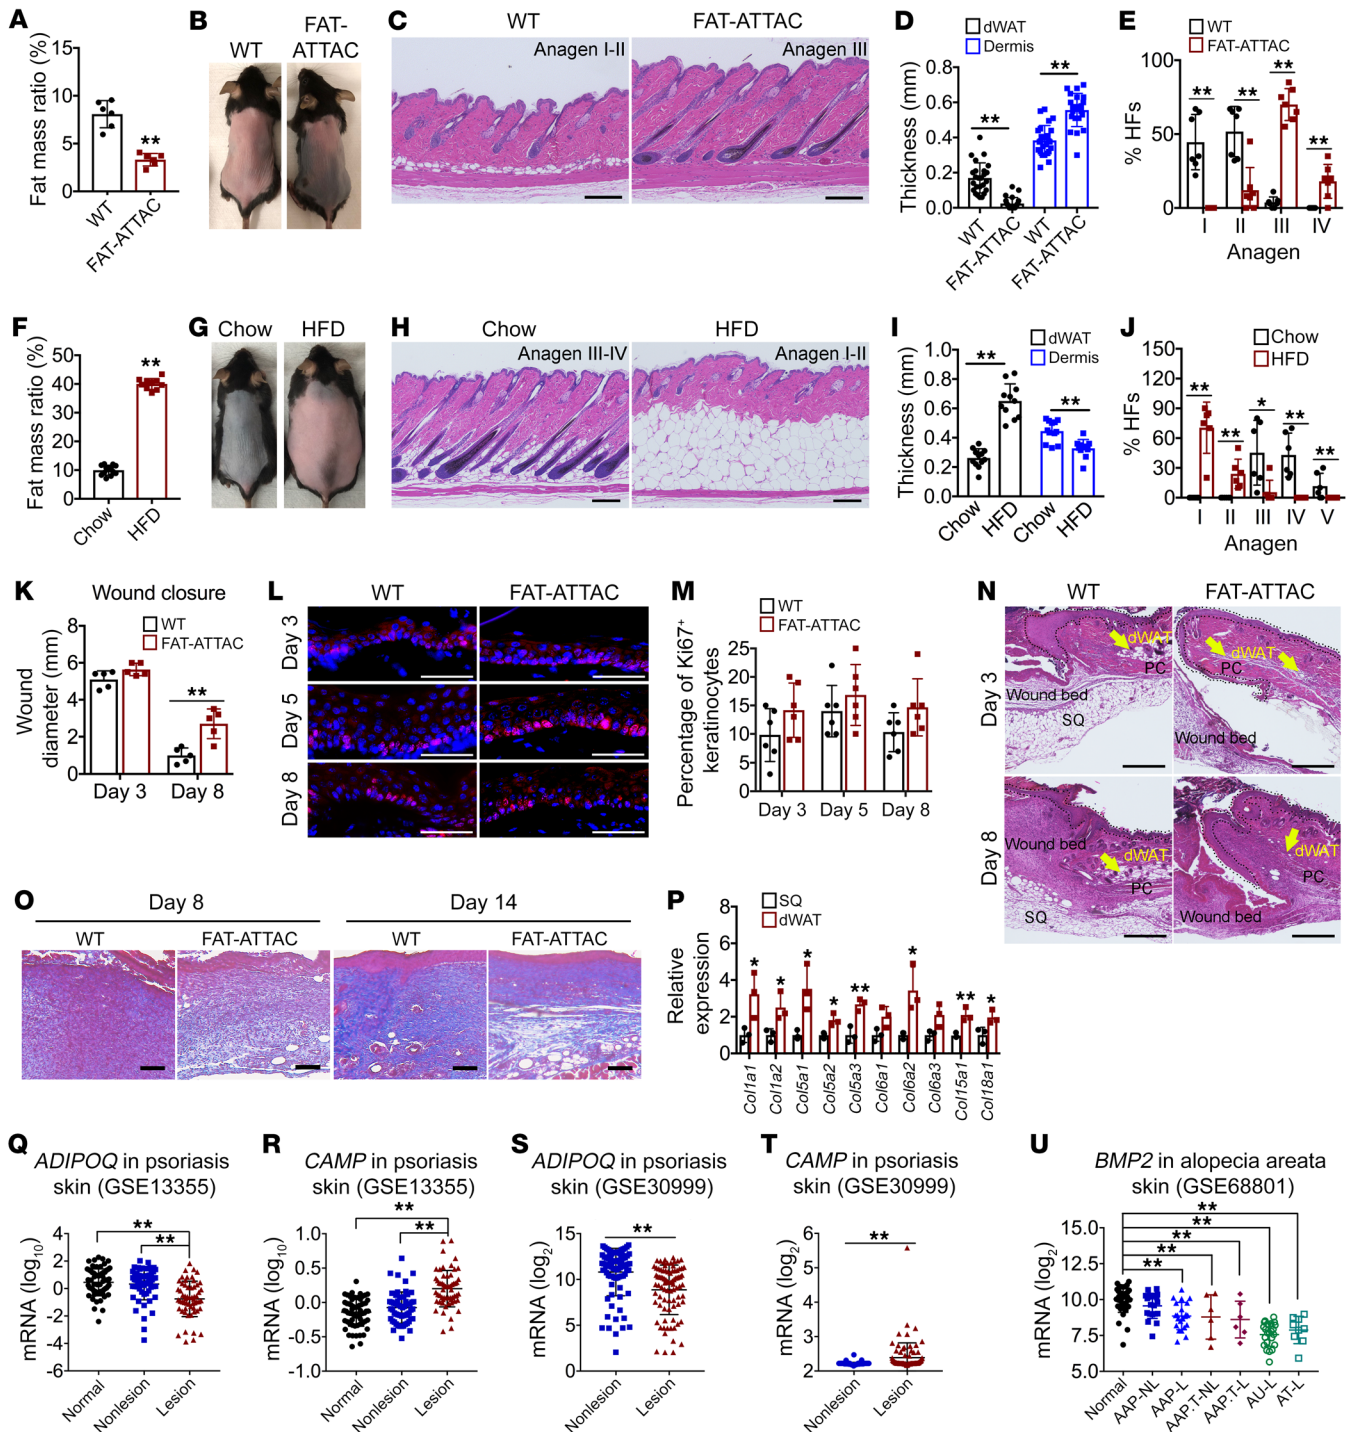 A
Fat mass ratio (%)
15
10
5
0
**
WT
FAT-ATTAC
B
WT
FAT-
ATTAC
C
WT
FAT-ATTAC
Anagen I-II
Anagen III
D
dWAT
Dermis
Thickness (mm)
0.8
0.6
0.4
0.2
0.0
**
**
WT
FAT-ATTAC
WT
FAT-ATTAC
E
WT
FAT-ATTAC
% HFs
100
50
0
**
**
**
**
I
II
III
IV
Anagen
F
Fat mass ratio (%)
50
40
30
20
10
0
**
Chow
HFD
G
Chow
HFD
H
Chow
HFD
Anagen III-IV
Anagen I-II
I
dWAT
Dermis
Thickness (mm)
1.0
0.8
0.6
0.4
0.2
0.0
**
**
Chow
HFD
Chow
HFD
J
Chow
HFD
% HFs
150
120
90
60
30
0
**
**
*
**
**
I
II
III
IV
V
Anagen
K
Wound closure
WT
FAT-ATTAC
Wound
diameter (mm)
8
6
4
2
0
**
Day 3
Day 8
L
WT
FAT-ATTAC
Day 3
Day 5
Day 8
M
WT
FAT-ATTAC
Percentage of Ki67+
keratinocytes
25
20
15
10
5
0
Day 3
Day 5
Day 8
N
WT
FAT-ATTAC
Day 3
dWAT
PC
Wound bed
SQ
dWAT
PC
Wound bed
Day 8
Wound bed
dWAT
PC
SQ
dWAT
PC
Wound bed
O
Day 8
Day 14
WT
FAT-ATTAC
WT
FAT-ATTAC
P
SQ
dWAT
Relative
expression
8
6
4
2
0
*
*
*
*
**
*
**
*
Col1a1
Col1a2
Col5a1
Col5a2
Col5a3
Col6a1
Col6a2
Col6a3
Col15a1
Col18a1
Q
ADIPOQ in psoriasis
skin (GSE13355)
mRNA (log10)
4
2
0
-2
-4
-6
**
**
Normal
Nonlesion
Lesion
R
CAMP in psoriasis
skin (GSE13355)
mRNA (log10)
1.0
0.5
0.0
-0.5
-1.0
**
**
Normal
Nonlesion
Lesion
S
ADIPOQ in psoriasis
skin (GSE30999)
mRNA (log2)
15
10
5
0
**
Nonlesion
Lesion
T
CAMP in psoriasis
skin (GSE30999)
mRNA (log2)
6
5
4
3
2
**
Nonlesion
Lesion
U
BMP2 in alopecia areata
skin (GSE68801)
mRNA (log2)
15.0
12.5
10.0
7.5
5.0
**
**
**
**
**
Normal
AAP-NL
AAP-L
AAP.T-NL
AAP.T-L
AU-L
AT-L